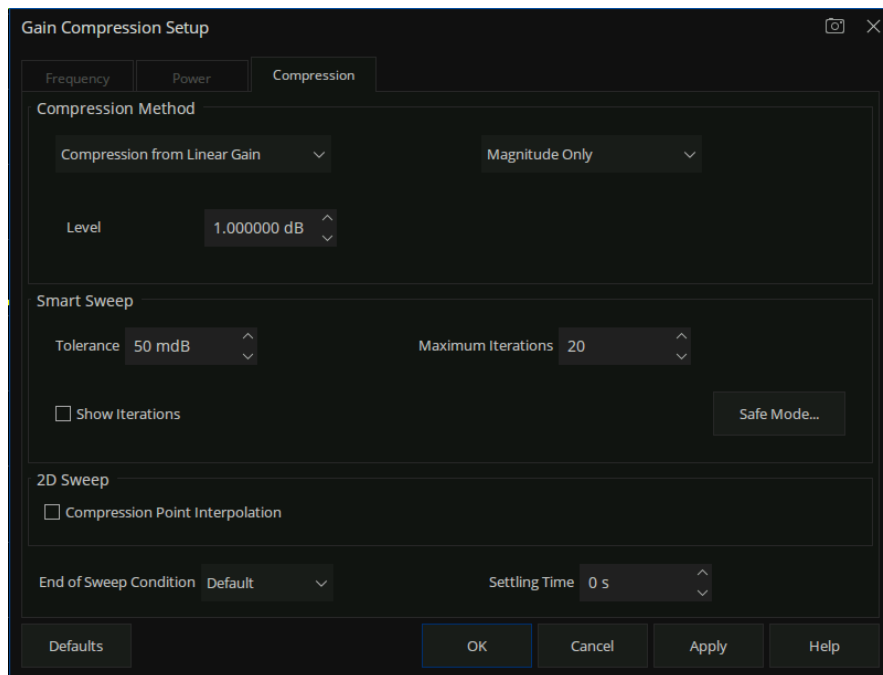 Gain Compression Setup
Frequency Power Compression
Compression Method
Compression from Linear Gain Magnitude Only
Level 1.000000 dB
Smart Sweep
Tolerance 50 mdB Maximum Iterations 20
Show Iterations Safe Mode...
2D Sweep
Compression Point Interpolation
End of Sweep Condition Default Settling Time 0 s
Defaults OK Cancel Apply Help